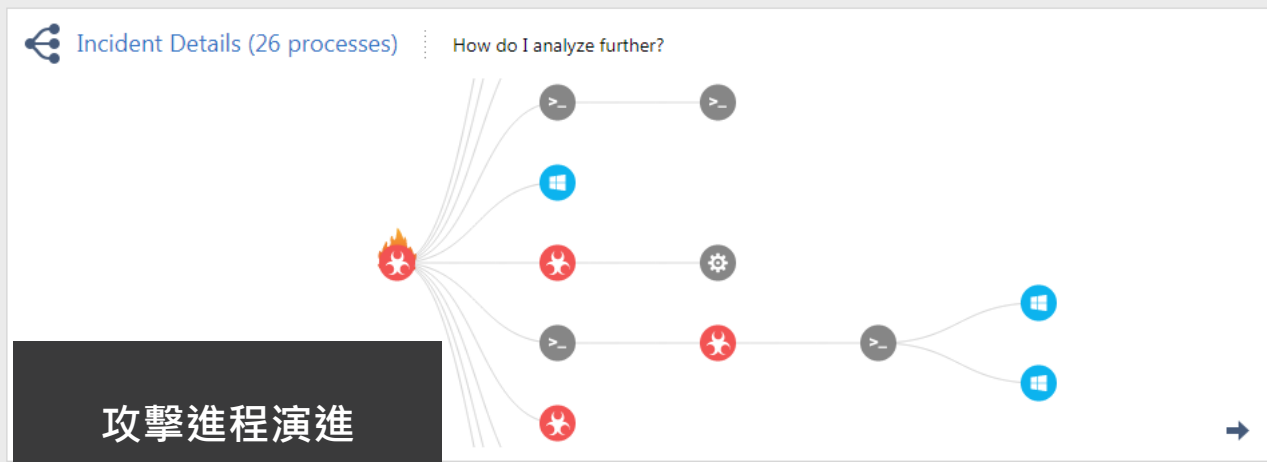 Incident Details (26 processes)
How do I analyze further?
>_
>_
>_
>_
攻擊進程演進